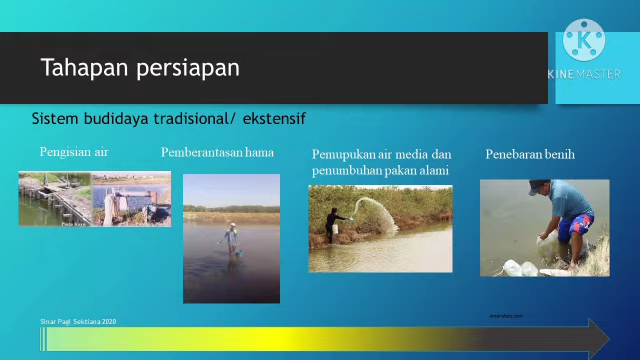 Tahapan persiapan
KINEMASTER
Sistem budidaya tradisional/ ekstensif
Pengisian air
Pemberantasan hama
Pemupukan air media dan
penumbuhan pakan alami
Penebaran benih
Sinar Pagi Sektiana 2020